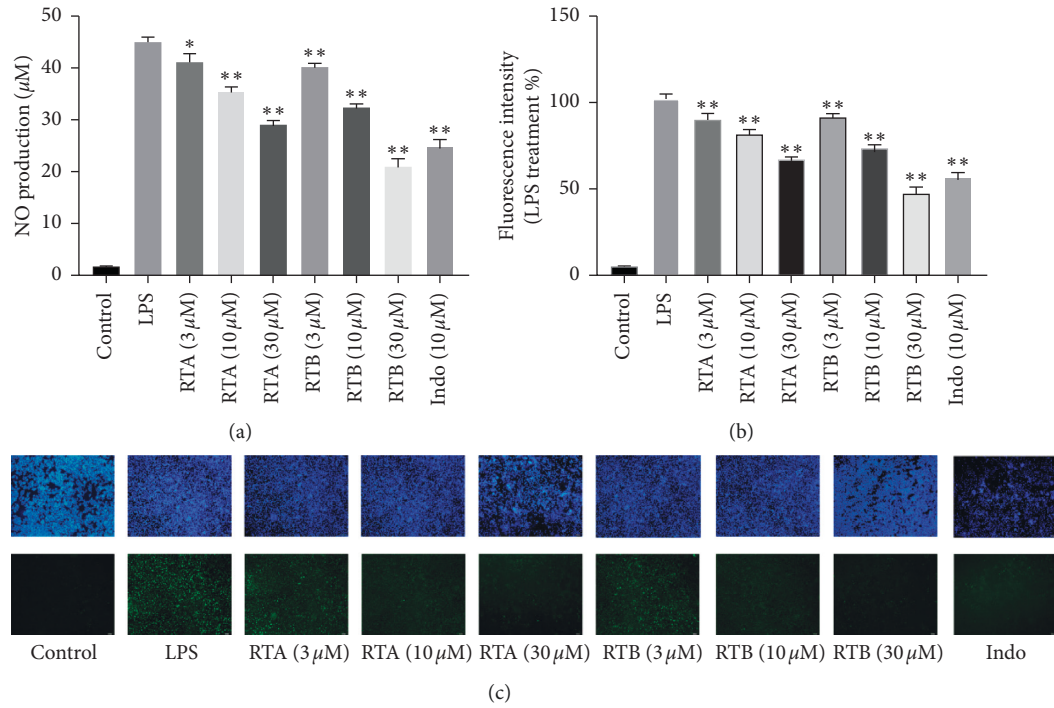 50
40
30
20
10
0
NO production (μM)
*
**
**
**
**
**
**
Control
LPS
RTA (3 μM)
RTA (10 μM)
RTA (30 μM)
RTB (3 μM)
RTB (10 μM)
RTB (30 μM)
Indo (10 μM)
(a)
150
100
50
0
Fluorescence intensity
(LPS treatment %)
**
**
**
**
**
**
**
Control
LPS
RTA (3 μM)
RTA (10 μM)
RTA (30 μM)
RTB (3 μM)
RTB (10 μM)
RTB (30 μM)
Indo (10 μM)
(b)
Control LPS RTA (3 μM) RTA (10 μM) RTA (30 μM) RTB (3 μM) RTB (10 μM) RTB (30 μM) Indo
(c)